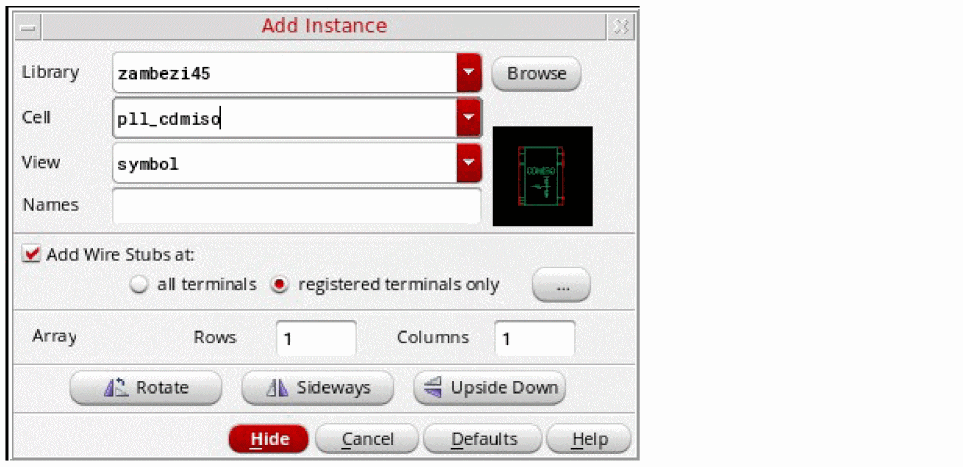 Add Instance
Library zambezi45 Browse
Cell pll_cdmiso
View symbol
Names
Add Wire Stubs at:
all terminals registered terminals only ...
Array Rows 1 Columns 1
Rotate Sideways Upside Down
Hide Cancel Defaults Help